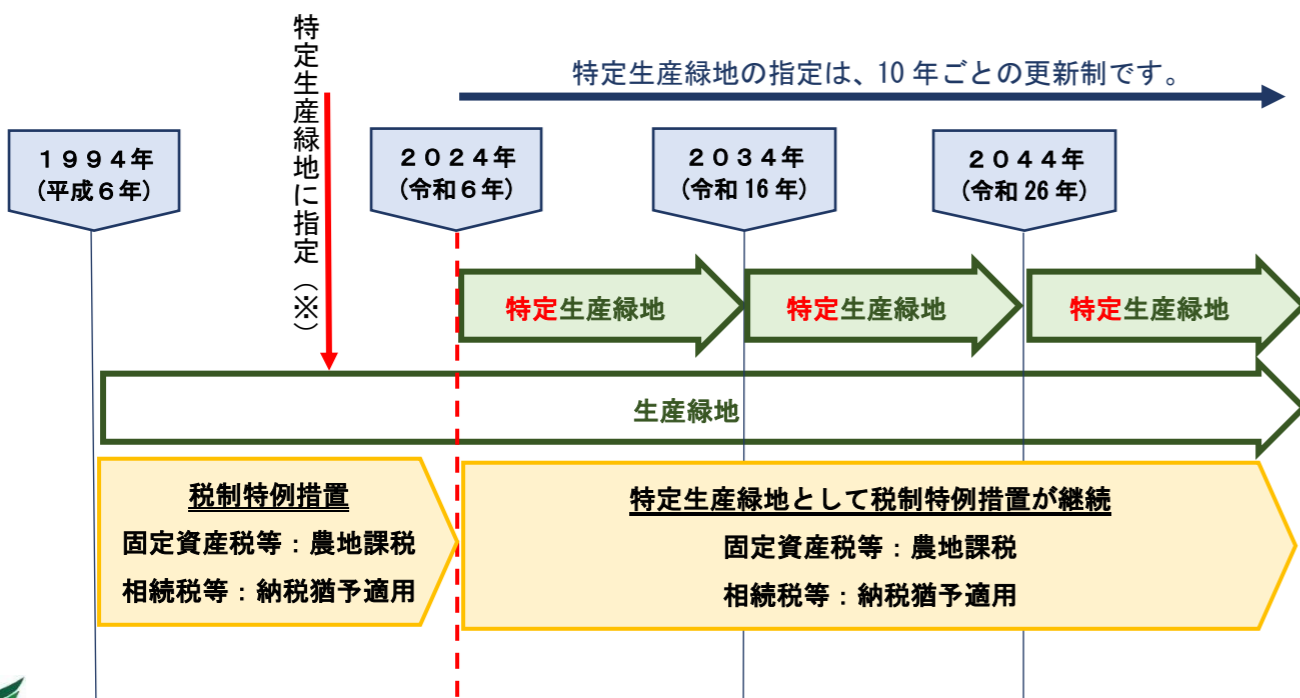 特定生産緑地に指定（※）
特定生産緑地の指定は、10年ごとの更新制です。
１９９４年
(平成６年)
２０２４年
(令和６年)
２０３４年
(令和16年)
２０４４年
(令和26年)
特定生産緑地
特定生産緑地
特定生産緑地
生産緑地
税制特例措置
固定資産税等：農地課税
相続税等：納税猶予適用
特定生産緑地として税制特例措置が継続
固定資産税等：農地課税
相続税等：納税猶予適用